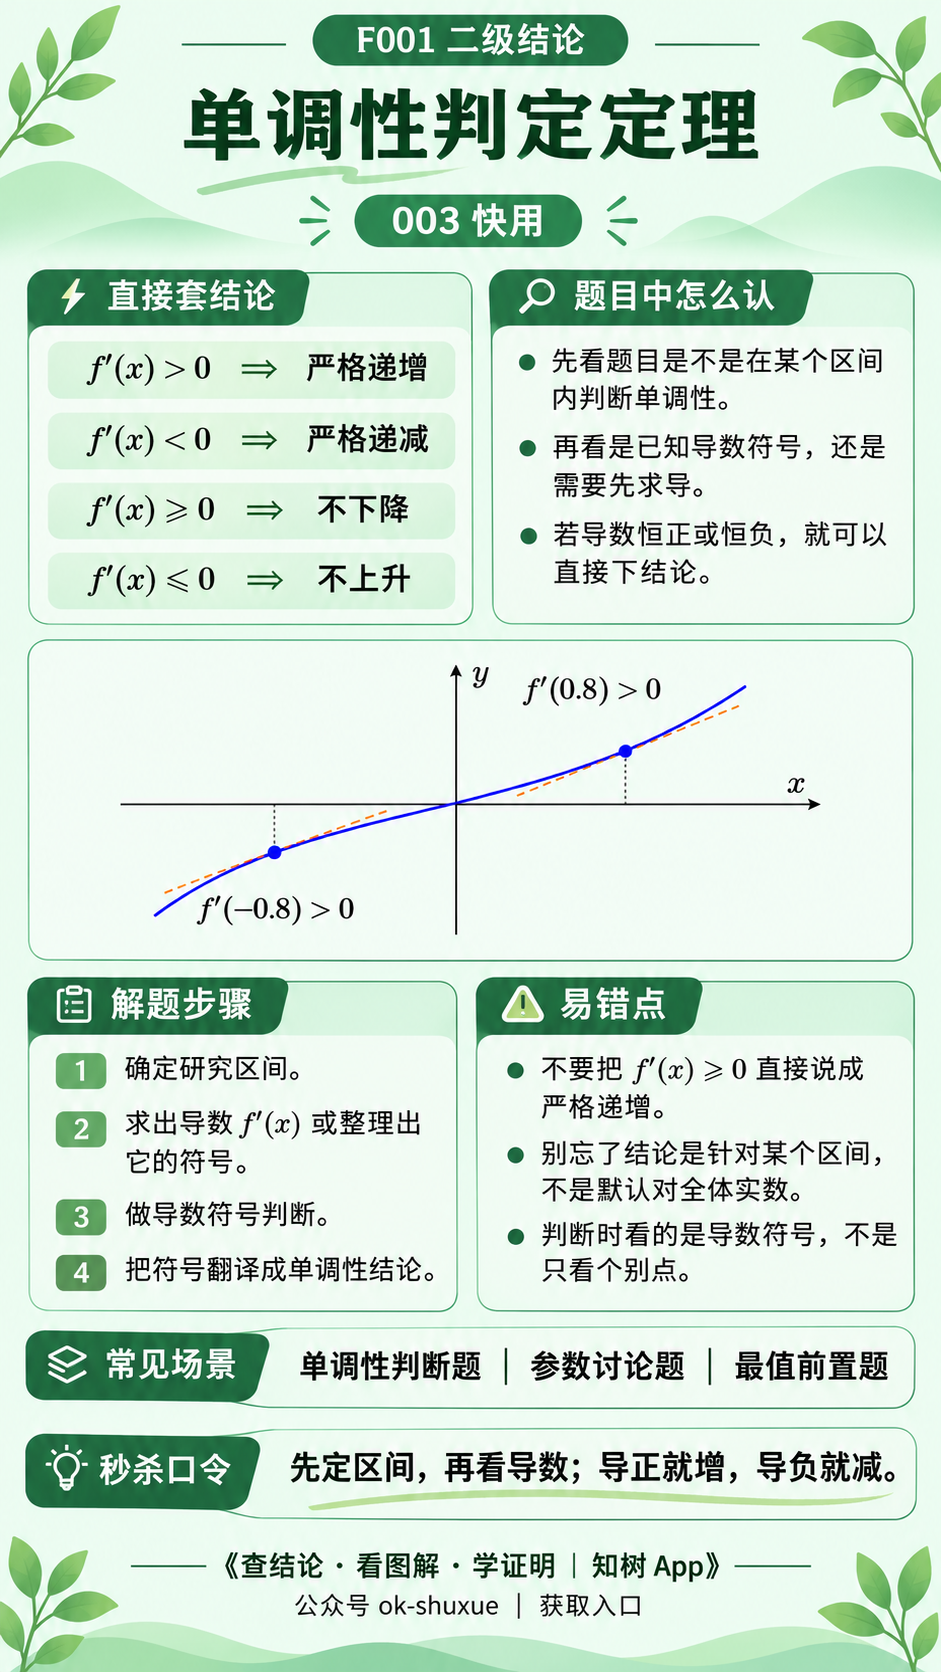 F001 二级结论
单调性判定定理
003 快用
直接套结论
f′(x) > 0 ⟹ 严格递增
f′(x) < 0 ⟹ 严格递减
f′(x) ⩾ 0 ⟹ 不下降
f′(x) ⩽ 0 ⟹ 不上升
题目中怎么认
先看题目是不是在某个区间
内判断单调性。
再看是已知导数符号，还是
需要先求导。
若导数恒正或恒负，就可以
直接下结论。
y
f′(0.8) > 0
x
f′(−0.8) > 0
解题步骤
1 确定研究区间。
2 求出导数 f′(x) 或整理出
它的符号。
3 做导数符号判断。
4 把符号翻译成单调性结论。
易错点
不要把 f′(x) ⩾ 0 直接说成
严格递增。
别忘了结论是针对某个区间，
不是默认对全体实数。
判断时看的是导数符号，不是
只看个别点。
常见场景
单调性判断题 | 参数讨论题 | 最值前置题
秒杀口令
先定区间，再看导数；导正就增，导负就减。
《查结论 · 看图解 · 学证明 | 知树 App》
公众号 ok-shuxue | 获取入口